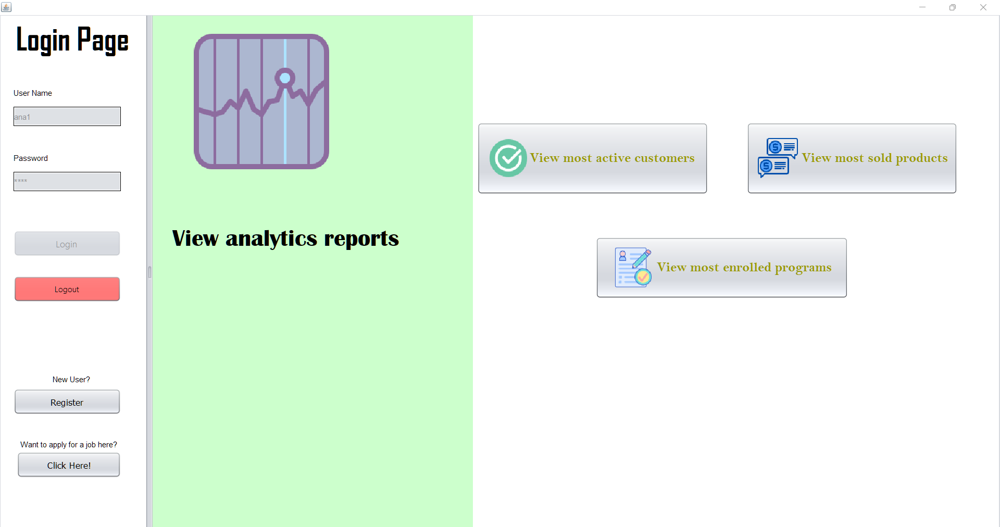 Login Page
User Name
ana1
Password
****
Login
Logout
New User?
Register
Want to apply for a job here?
Click Here!
View analytics reports
View most active customers
View most sold products
View most enrolled programs